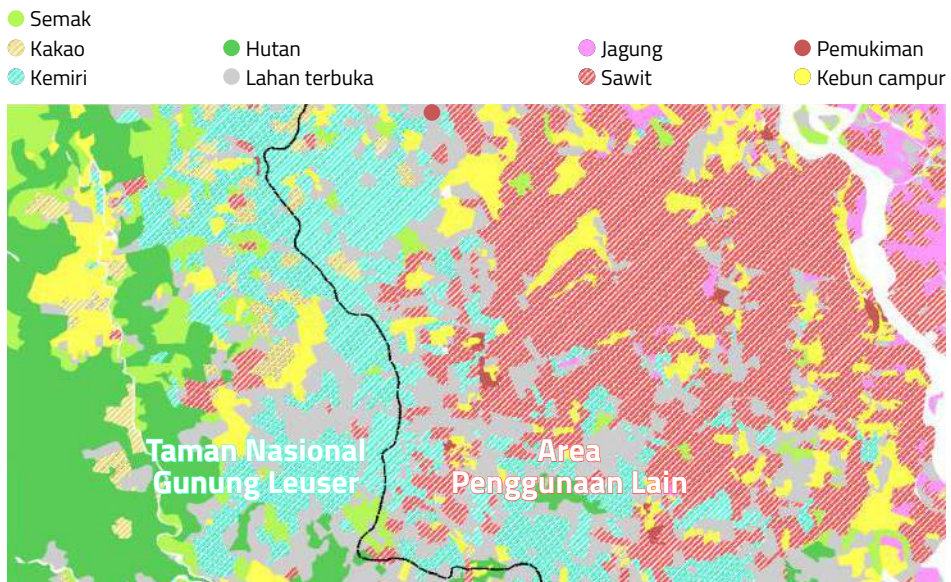 Semak
Kakao
Hutan
Jagung
Pemukiman
Kemiri
Lahan terbuka
Sawit
Kebun campur
Taman Nasional
Gunung Leuser
Area
Penggunaan Lain